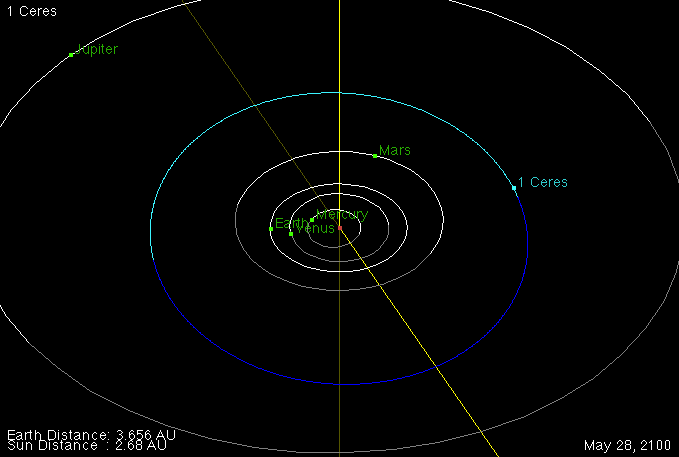 1 Ceres
Jupiter
Mars
1 Ceres
Mercury
Earth
Venus
Earth Distance: 3.656 AU
Sun Distance : 2.68 AU
May 28, 2100